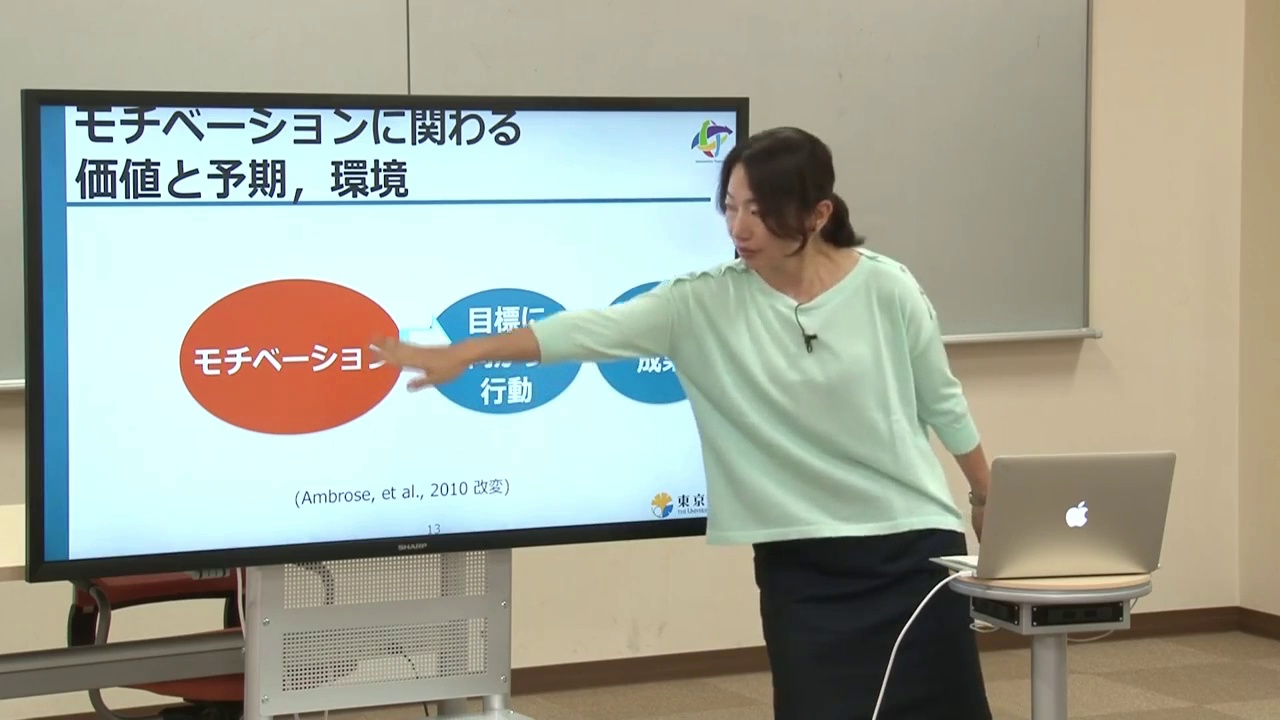 モチベーションに関わる
価値と予期，環境
モチベーション
目標に
行動
(Ambrose, et al., 2010 改変)
東京
13
SHARP